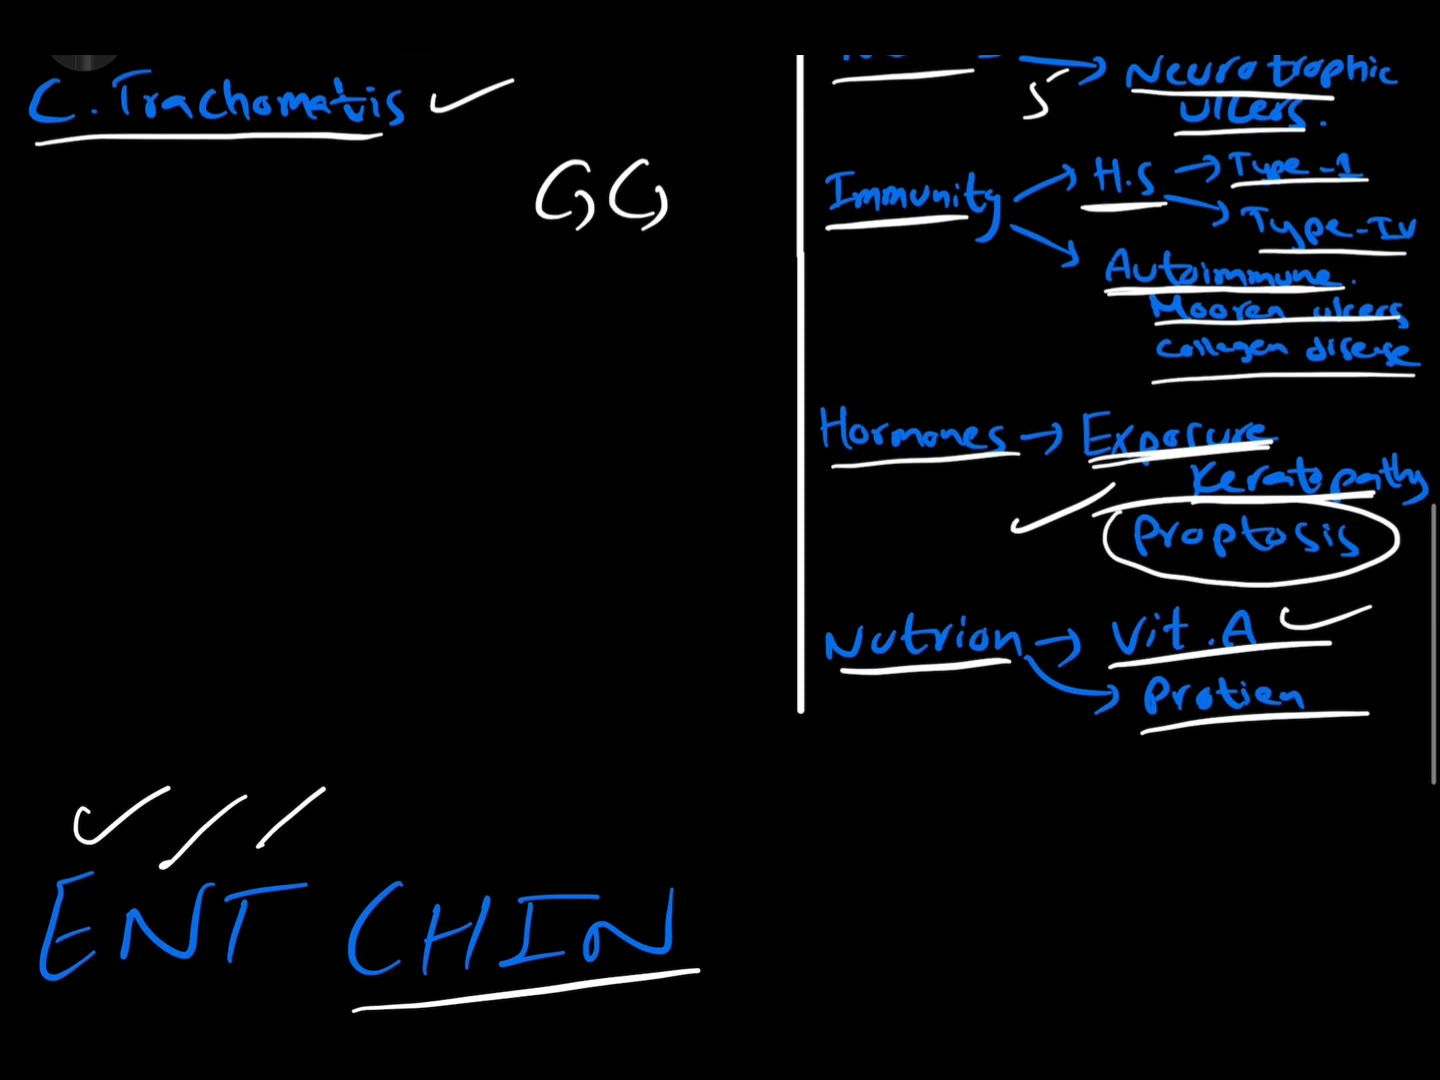 C. Trachomatis
5
Neurotrophic
ulcers.
Immunity → H.S → Type-1
→ Type-IV
→ Autoimmune.
Mooren ulcers
Collagen disease
Hormones → Exposure
Keratopathy
Proptosis
Nutrion → Vit.A
→ Protien
ENT CHIN